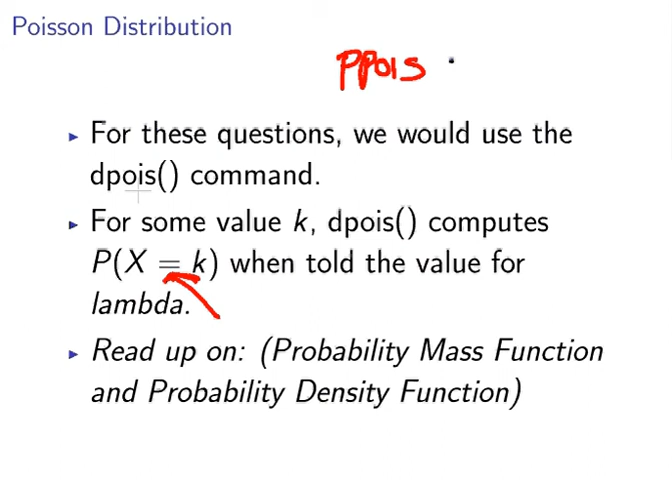 Poisson Distribution
PPOIS
For these questions, we would use the
dpois() command.
For some value k, dpois() computes
P(X = k) when told the value for
lambda.
Read up on: (Probability Mass Function
and Probability Density Function)